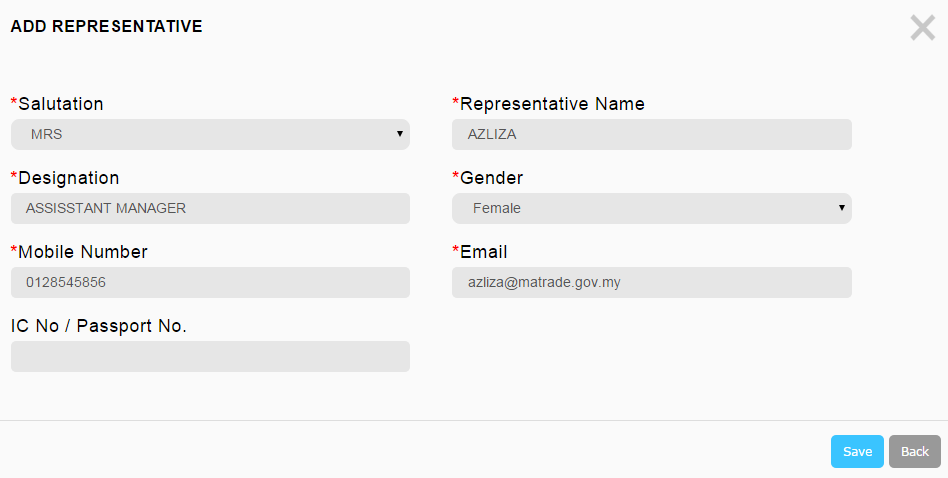 ADD REPRESENTATIVE
*Salutation *Representative Name
MRS AZLIZA
*Designation *Gender
ASSISSTANT MANAGER Female
*Mobile Number *Email
0128545856 azliza@matrade.gov.my
IC No / Passport No.
Save Back